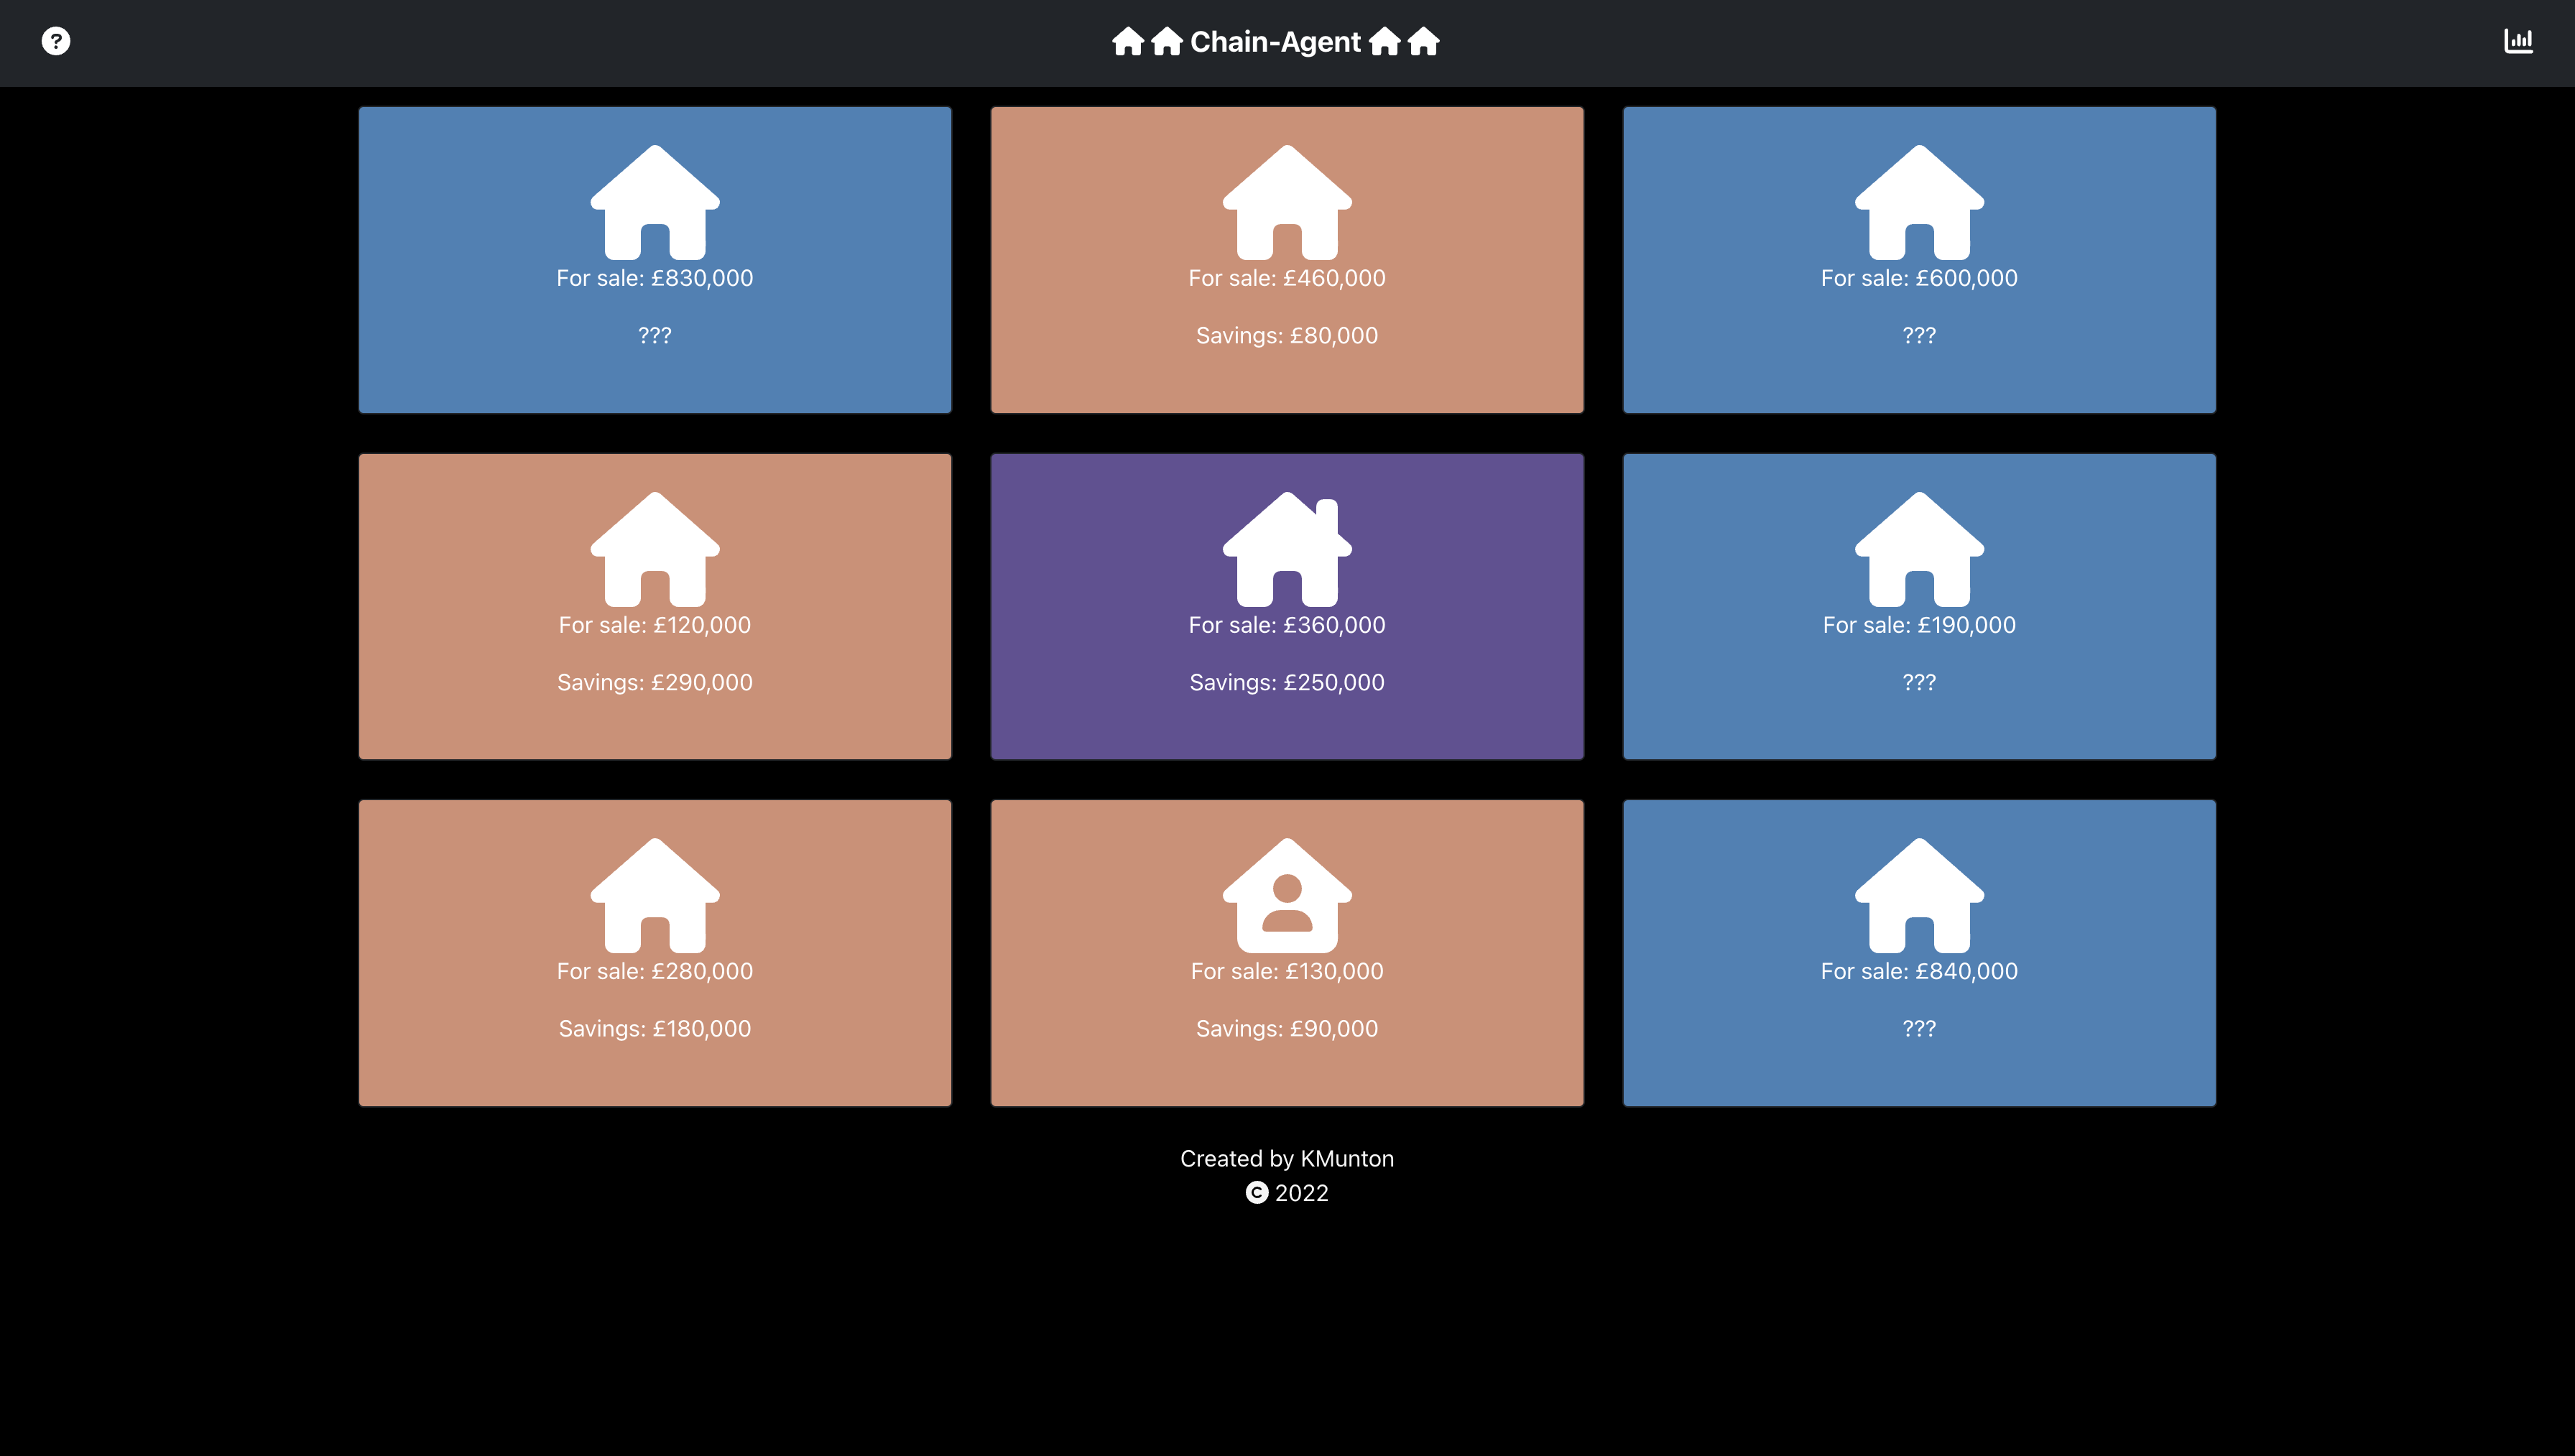 Chain-Agent
For sale: £830,000
???
For sale: £460,000
Savings: £80,000
For sale: £600,000
???
For sale: £120,000
Savings: £290,000
For sale: £360,000
Savings: £250,000
For sale: £190,000
???
For sale: £280,000
Savings: £180,000
For sale: £130,000
Savings: £90,000
For sale: £840,000
???
Created by KMunton
© 2022